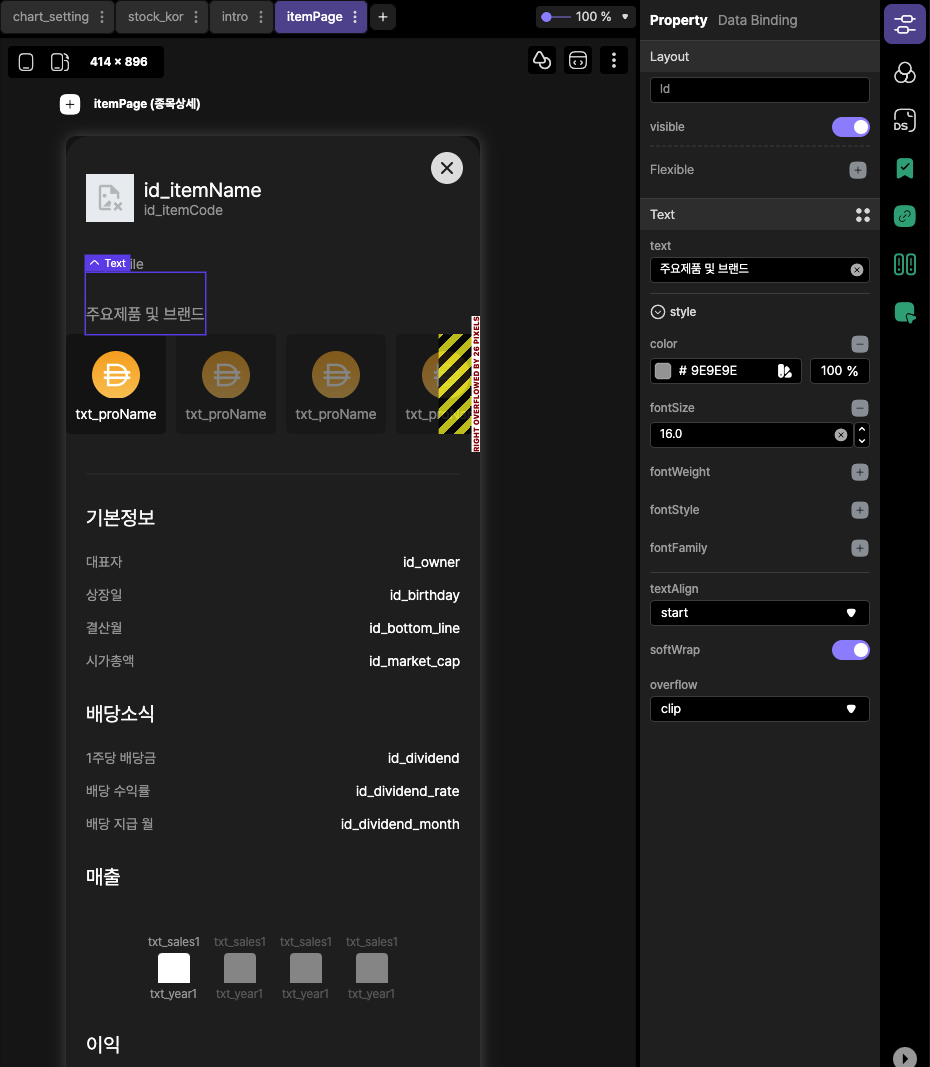 chart_setting
stock_kor
intro
itemPage
100 %
Property
Data Binding
414 × 896
Layout
itemPage (종목상세)
Id
visible
Flexible
id_itemName
id_itemCode
Text
text
주요제품 및 브랜드
style
Text
주요제품 및 브랜드
color
# 9E9E9E
100 %
RIGHT OVERFLOWED BY 26 PIXELS
txt_proName
txt_proName
txt_proName
fontSize
16.0
fontWeight
fontStyle
fontFamily
textAlign
start
softWrap
overflow
clip
기본정보
대표자
id_owner
상장일
id_birthday
결산월
id_bottom_line
시가총액
id_market_cap
배당소식
1주당 배당금
id_dividend
배당 수익률
id_dividend_rate
배당 지급 월
id_dividend_month
매출
txt_sales1 txt_sales1 txt_sales1 txt_sales1
txt_year1 txt_year1 txt_year1 txt_year1
이익
DS